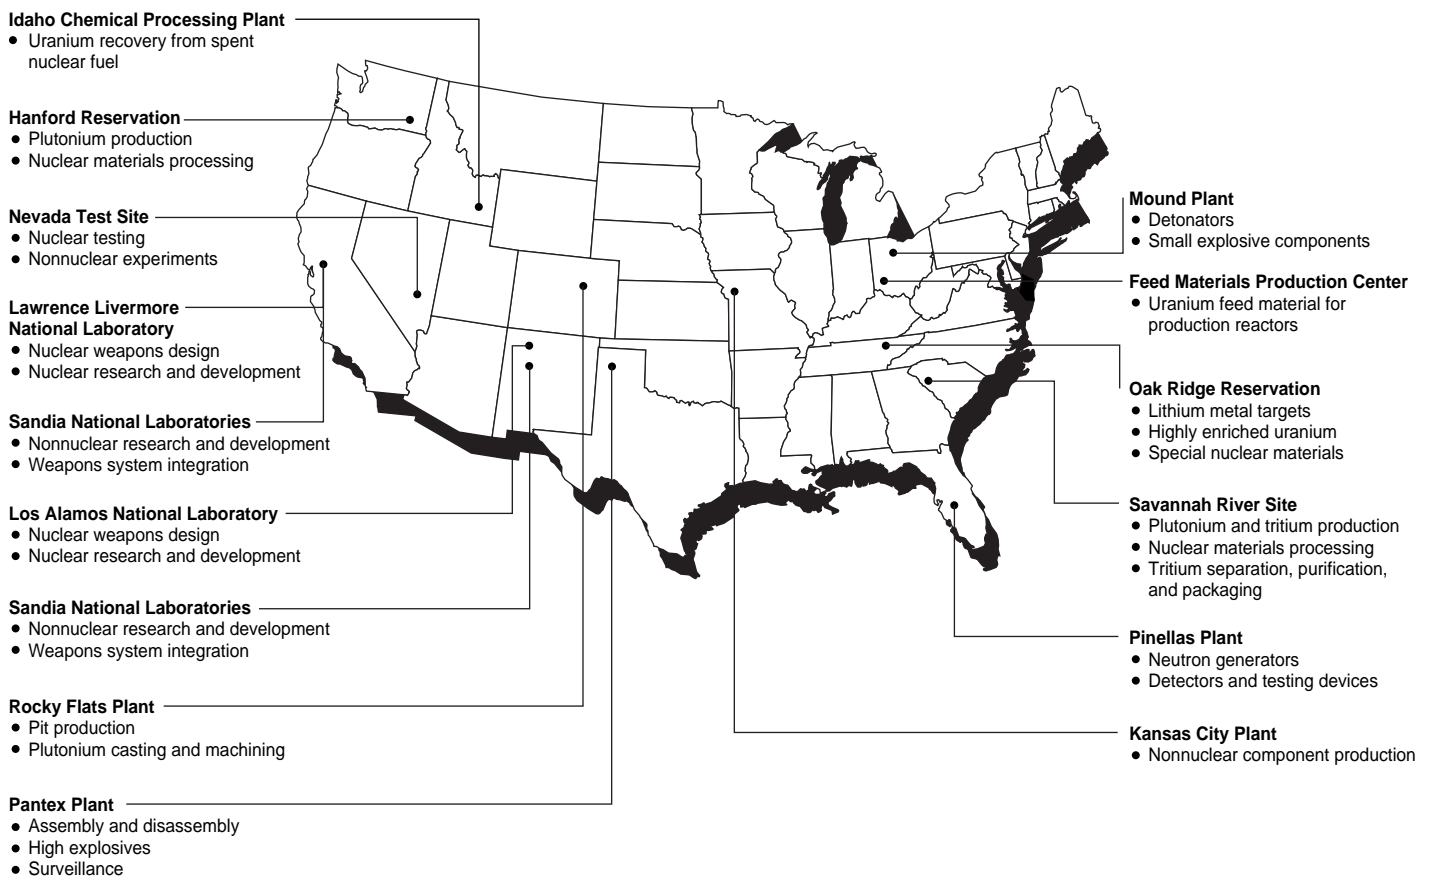 Idaho Chemical Processing Plant
• Uranium recovery from spent
nuclear fuel
Hanford Reservation
• Plutonium production
• Nuclear materials processing
Nevada Test Site
• Nuclear testing
• Nonnuclear experiments
Lawrence Livermore
National Laboratory
• Nuclear weapons design
• Nuclear research and development
Sandia National Laboratories
• Nonnuclear research and development
• Weapons system integration
Los Alamos National Laboratory
• Nuclear weapons design
• Nuclear research and development
Sandia National Laboratories
• Nonnuclear research and development
• Weapons system integration
Rocky Flats Plant
• Pit production
• Plutonium casting and machining
Pantex Plant
• Assembly and disassembly
• High explosives
• Surveillance
Mound Plant
• Detonators
• Small explosive components
Feed Materials Production Center
• Uranium feed material for
production reactors
Oak Ridge Reservation
• Lithium metal targets
• Highly enriched uranium
• Special nuclear materials
Savannah River Site
• Plutonium and tritium production
• Nuclear materials processing
• Tritium separation, purification,
and packaging
Pinellas Plant
• Neutron generators
• Detectors and testing devices
Kansas City Plant
• Nonnuclear component production